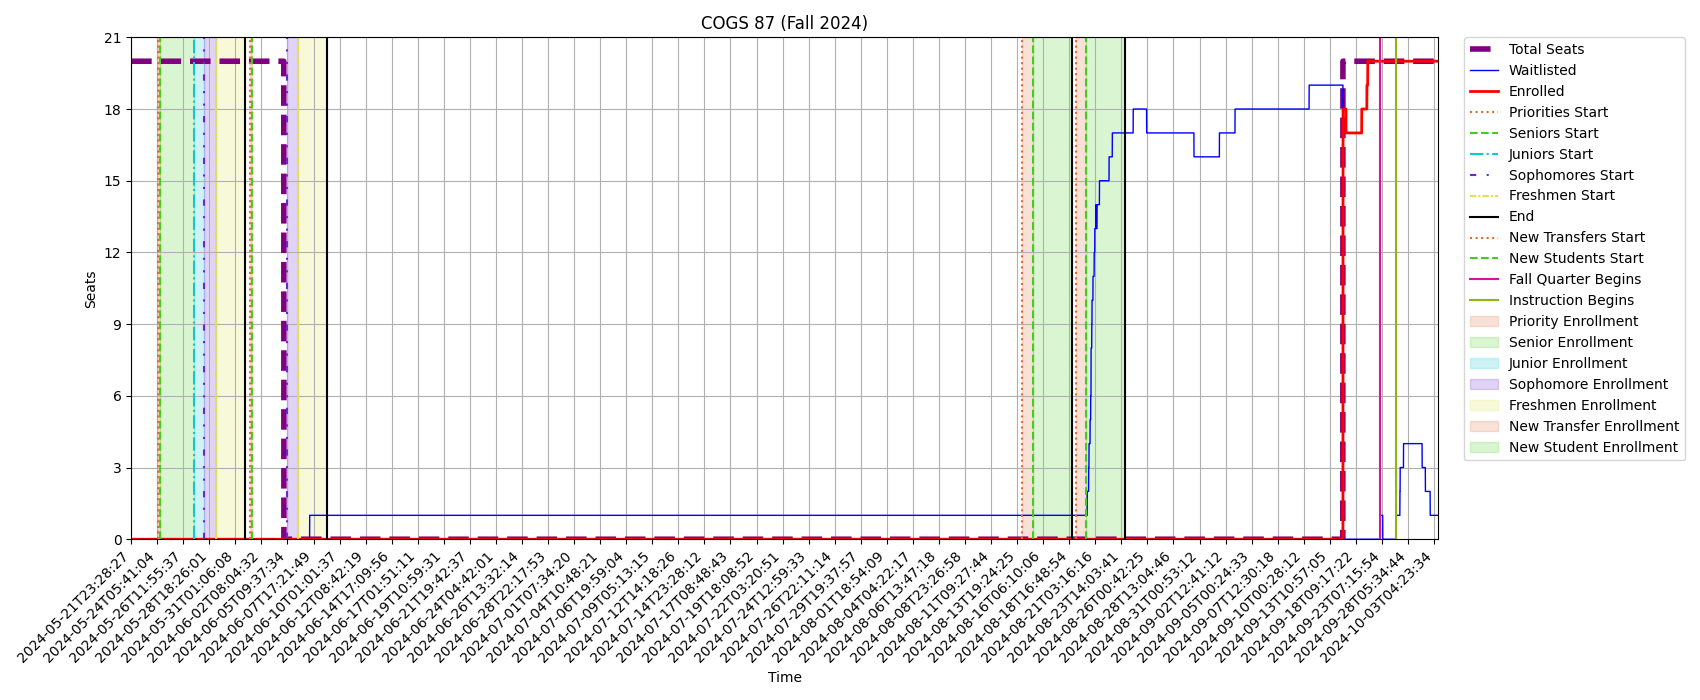 COGS 87 (Fall 2024)
Seats
21
18
15
12
9
6
3
0
2024-05-21T23:28:27
2024-05-24T05:41:04
2024-05-26T11:55:37
2024-05-28T18:26:01
2024-05-31T01:06:08
2024-06-02T08:04:32
2024-06-05T09:37:34
2024-06-07T17:21:49
2024-06-10T01:01:37
2024-06-12T08:42:19
2024-06-14T17:09:56
2024-06-17T01:51:11
2024-06-19T10:59:31
2024-06-21T19:42:37
2024-06-24T04:42:01
2024-06-26T13:32:14
2024-06-28T22:17:53
2024-07-01T07:34:20
2024-07-04T10:48:21
2024-07-06T19:59:04
2024-07-09T05:13:15
2024-07-12T14:18:26
2024-07-14T23:28:12
2024-07-17T08:48:43
2024-07-19T18:08:52
2024-07-22T03:20:51
2024-07-24T12:59:33
2024-07-26T22:11:14
2024-07-29T19:37:57
2024-08-01T18:54:09
2024-08-04T04:22:17
2024-08-06T13:47:18
2024-08-08T23:26:58
2024-08-11T09:27:44
2024-08-13T19:24:25
2024-08-16T06:10:06
2024-08-18T16:48:54
2024-08-21T03:16:16
2024-08-23T14:03:41
2024-08-26T00:42:25
2024-08-28T13:04:46
2024-08-31T00:53:12
2024-09-02T12:41:12
2024-09-05T00:24:33
2024-09-07T12:30:18
2024-09-10T00:28:12
2024-09-13T10:57:05
2024-09-18T09:17:22
2024-09-23T07:15:54
2024-09-28T05:34:44
2024-10-03T04:23:34
Time
Total Seats
Waitlisted
Enrolled
Priorities Start
Seniors Start
Juniors Start
Sophomores Start
Freshmen Start
End
New Transfers Start
New Students Start
Fall Quarter Begins
Instruction Begins
Priority Enrollment
Senior Enrollment
Junior Enrollment
Sophomore Enrollment
Freshmen Enrollment
New Transfer Enrollment
New Student Enrollment